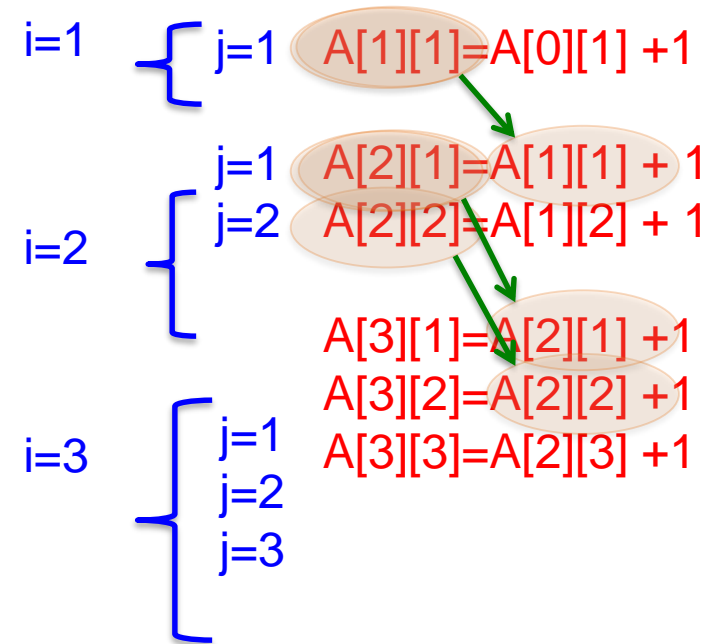 i=1 j=1 A[1][1]=A[0][1] +1
j=1 A[2][1]=A[1][1] + 1
j=2 A[2][2]=A[1][2] + 1
i=2
A[3][1]=A[2][1] +1
A[3][2]=A[2][2] +1
j=1
i=3 A[3][3]=A[2][3] +1
j=2
j=3